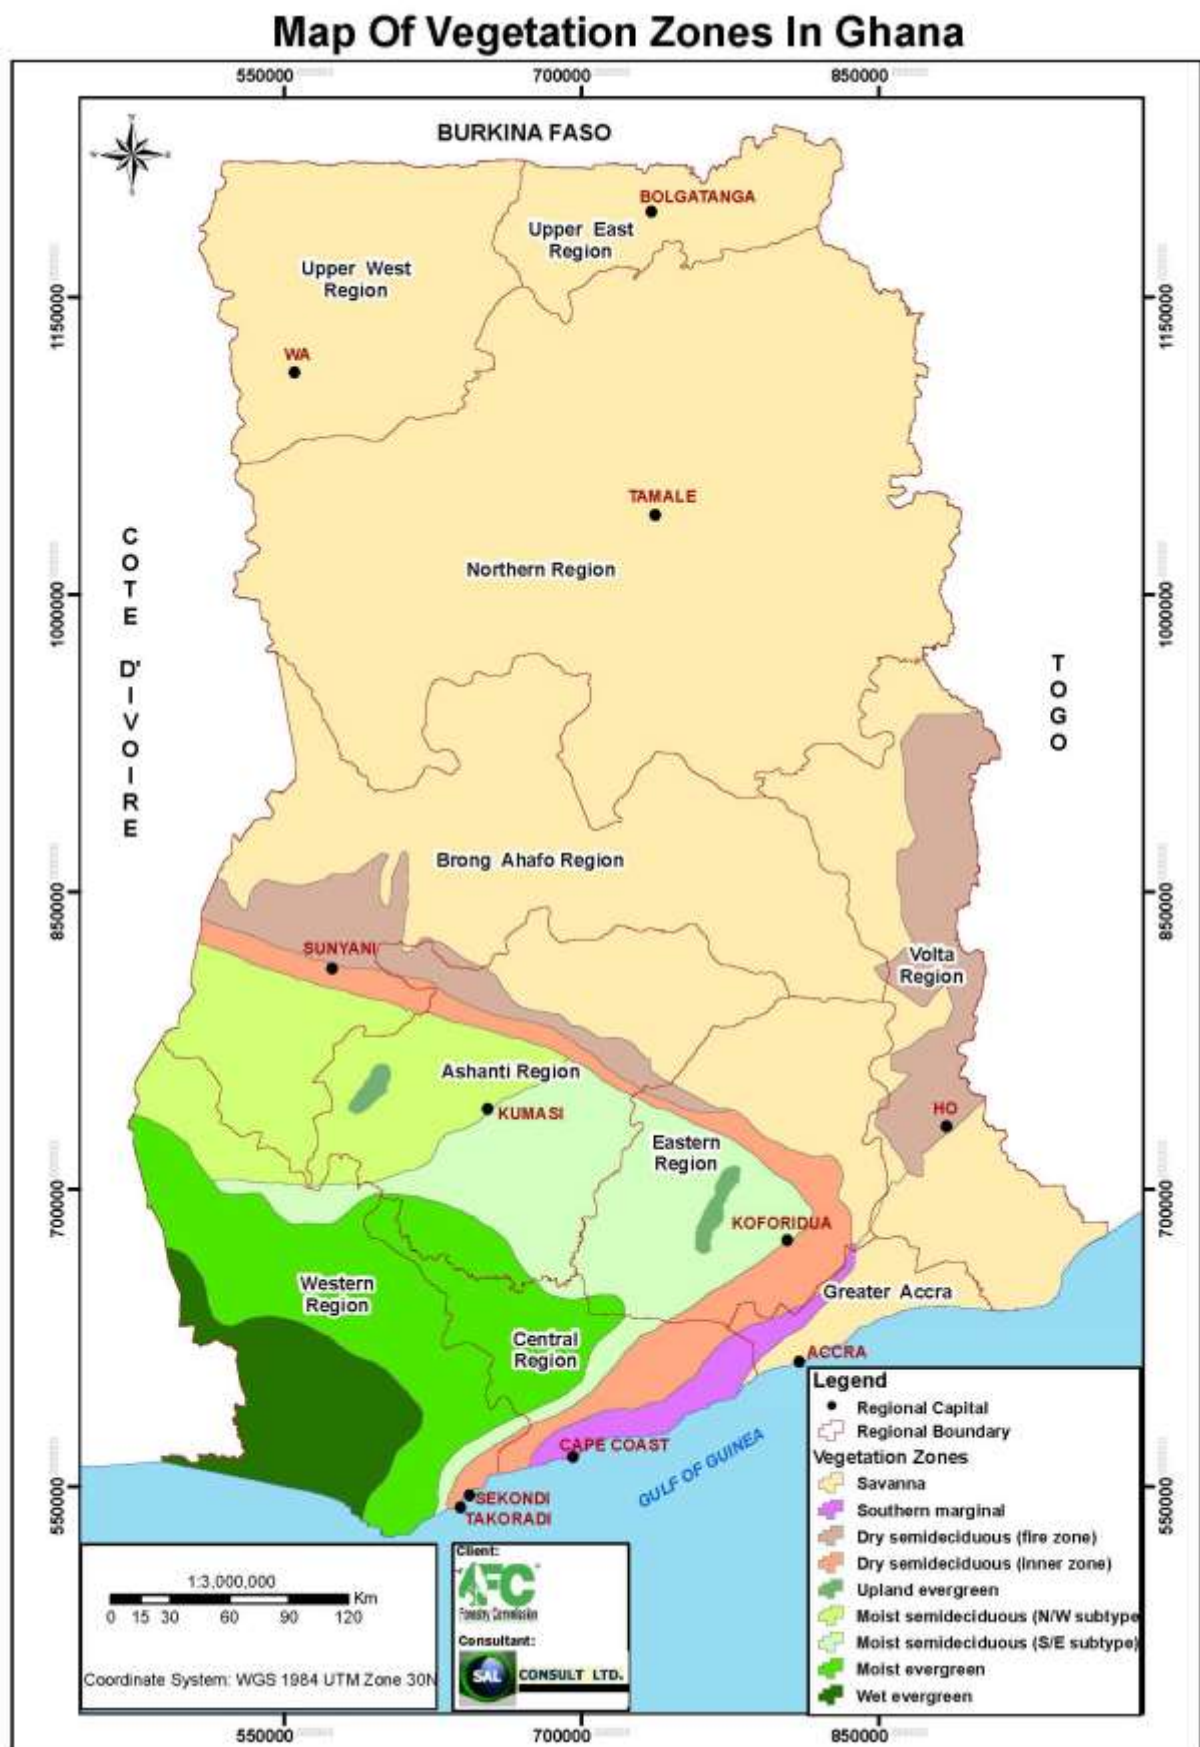 Map Of Vegetation Zones In Ghana
550000 700000 850000
N
W E
S
BURKINA FASO
BOLGATANGA
Upper East
Region
Upper West
Region
1150000 1150000
WA
TAMALE
Northern Region
COTE D'IVOIRE
1000000 1000000
TOGO
Brong Ahafo Region
850000 850000
SUNYANI
Volta
Region
Ashanti Region
KUMASI
HO
Eastern
Region
700000 700000
KOFORIDUA
Western
Region
Greater Accra
Central
Region
ACCRA
CAPE COAST
GULF OF GUINEA
SEKONDI
TAKORADI
550000 550000
Legend
Regional Capital
Regional Boundary
Vegetation Zones
Savanna
Southern marginal
Dry semideciduous (fire zone)
Dry semideciduous (inner zone)
Upland evergreen
Moist semideciduous (N/W subtype
Moist semideciduous (S/E subtype)
Moist evergreen
Wet evergreen
1:3,000,000
Km
0 15 30 60 90 120
Coordinate System: WGS 1984 UTM Zone 30N
Client:
AFC
Forestry Commission
Consultant:
SAL CONSULT LTD.
550000 700000 850000